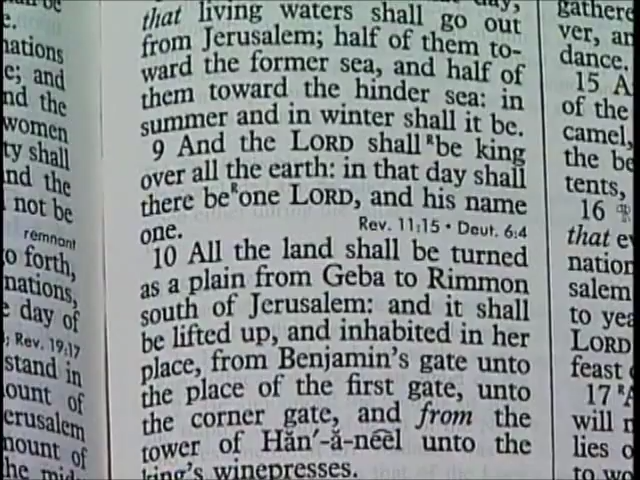 e.
nations
e; and
nd the
women
ty shall
nd the
not be
remnant
o forth,
nations,
e day of
; Rev. 19:17
stand in
ount of
erusalem
nount of
day,
that living waters shall go out
from Jerusalem; half of them to-
ward the former sea, and half of
them toward the hinder sea: in
summer and in winter shall it be.
9 And the LORD shall ᴿbe king
over all the earth: in that day shall
there beᴿone LORD, and his name
one. Rev. 11:15 • Deut. 6:4
10 All the land shall be turned
as a plain from Geba to Rimmon
south of Jerusalem: and it shall
be lifted up, and inhabited in her
place, from Benjamin's gate unto
the place of the first gate, unto
the corner gate, and from the
tower of Hăn′-ă-nēēl unto the
king's winepresses.
gathere
ver, an
dance.
15 A
of the
camel,
the be
tents,
16 ¶
that ev
nation
salem
to yea
LORD
feast
17 ᴿA
will n
lies o
to wo